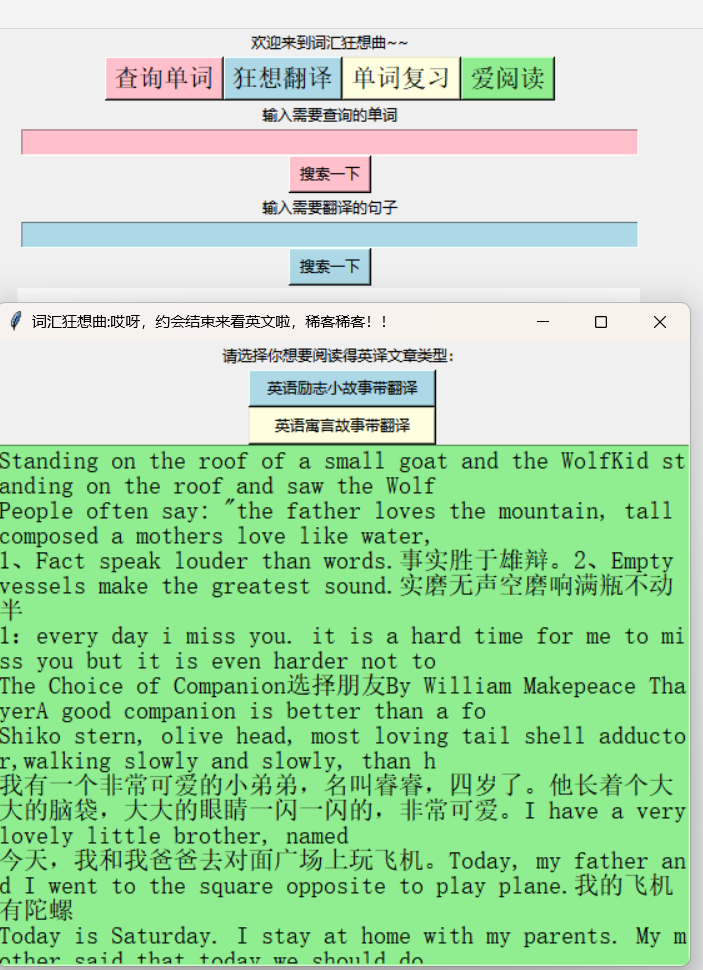 欢迎来到词汇狂想曲~~
查询单词 狂想翻译 单词复习 爱阅读
输入需要查询的单词
搜索一下
输入需要翻译的句子
搜索一下
词汇狂想曲:哎呀，约会结束来看英文啦，稀客稀客！！
请选择你想要阅读得英译文章类型：
英语励志小故事带翻译
英语寓言故事带翻译
Standing on the roof of a small goat and the WolfKid st
anding on the roof and saw the Wolf
People often say: "the father loves the mountain, tall
composed a mothers love like water,
1、Fact speak louder than words.事实胜于雄辩。2、Empty
vessels make the greatest sound.实磨无声空磨响满瓶不动
半
1：every day i miss you. it is a hard time for me to mi
ss you but it is even harder not to
The Choice of Companion选择朋友By William Makepeace Tha
yerA good companion is better than a fo
Shiko stern, olive head, most loving tail shell adducto
r,walking slowly and slowly, than h
我有一个非常可爱的小弟弟，名叫睿睿，四岁了。他长着个大
大的脑袋，大大的眼睛一闪一闪的，非常可爱。I have a very
lovely little brother, named
今天，我和我爸爸去对面广场上玩飞机。Today, my father an
d I went to the square opposite to play plane.我的飞机
有陀螺
Today is Saturday. I stay at home with my parents. My m
other said that today we should do